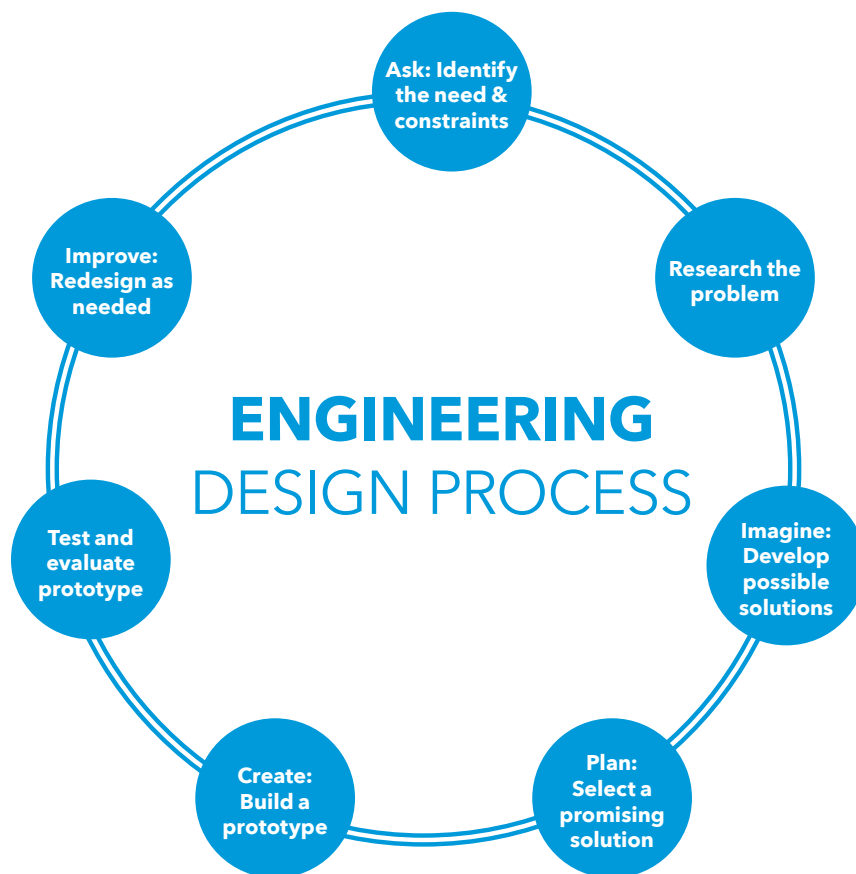 Ask: Identify
the need &
constraints
Research the
problem
Imagine:
Develop
possible
solutions
Plan:
Select a
promising
solution
Create:
Build a
prototype
Test and
evaluate
prototype
Improve:
Redesign as
needed
ENGINEERING
DESIGN PROCESS